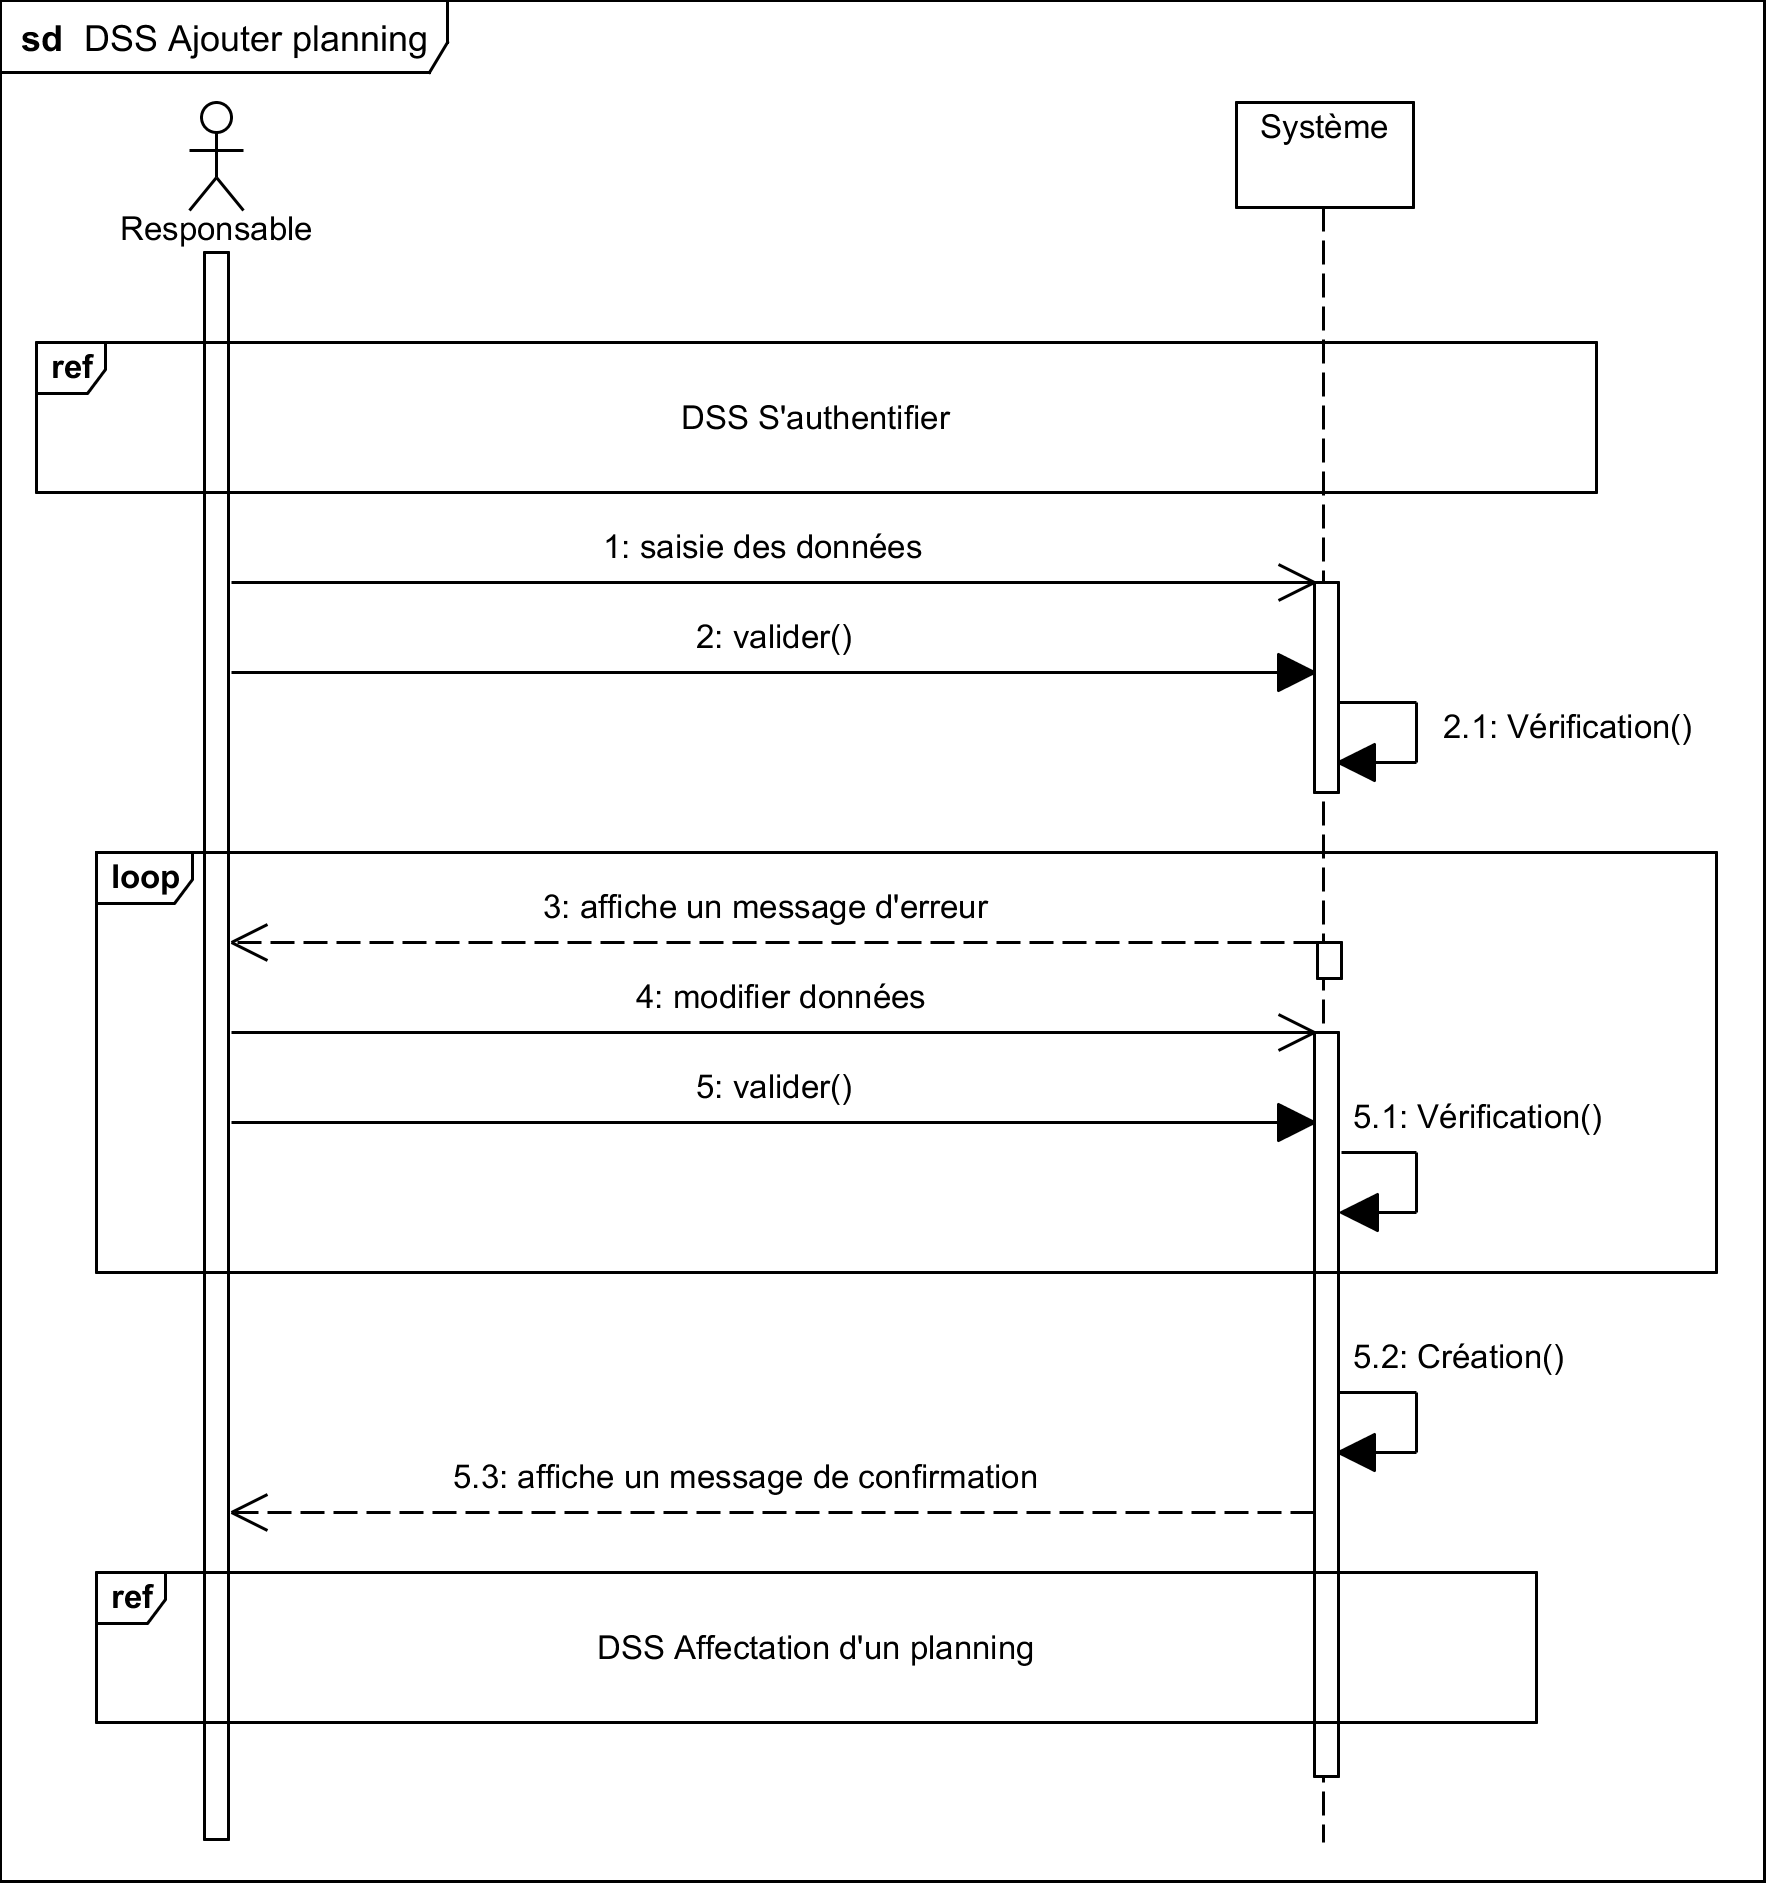 sd DSS Ajouter planning
Responsable
Système
ref
DSS S'authentifier
1: saisie des données
2: valider()
2.1: Vérification()
loop
3: affiche un message d'erreur
4: modifier données
5: valider()
5.1: Vérification()
5.2: Création()
5.3: affiche un message de confirmation
ref
DSS Affectation d'un planning